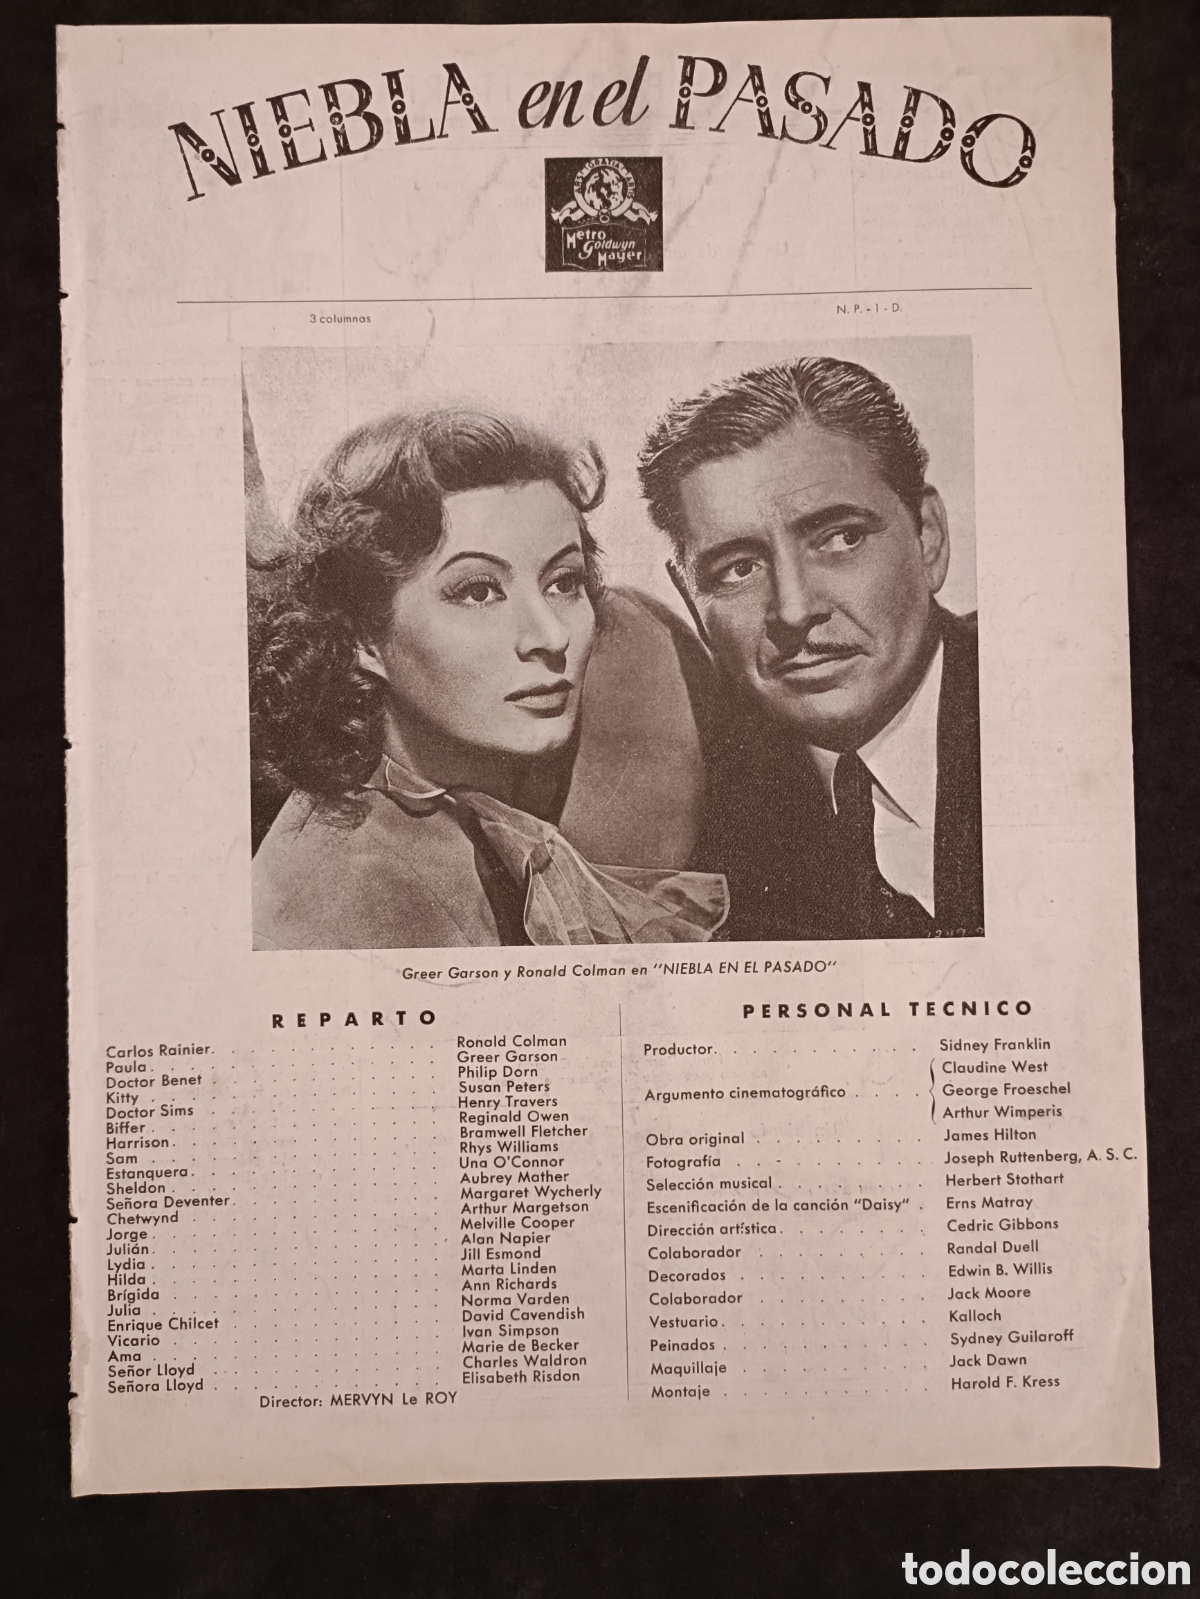 NIEBLA en el PASADO
ARS GRATIA ARTIS
Metro
Goldwyn
Mayer
3 columnas
N. P. - 1 - D.
Greer Garson y Ronald Colman en "NIEBLA EN EL PASADO"
REPARTO
Carlos Rainier. . . . . . . . . . . . Ronald Colman
Paula . . . . . . . . . . . . Greer Garson
Doctor Benet . . . . . . . . . . . . Philip Dorn
Kitty . . . . . . . . . . . . Susan Peters
Doctor Sims . . . . . . . . . . . . Henry Travers
Biffer . . . . . . . . . . . . Reginald Owen
Harrison . . . . . . . . . . . . Bramwell Fletcher
Sam . . . . . . . . . . . . Rhys Williams
Estanquera . . . . . . . . . . . . Una O'Connor
Sheldon . . . . . . . . . . . . Aubrey Mather
Señora Deventer . . . . . . . . . . . . Margaret Wycherly
Chetwynd . . . . . . . . . . . . Arthur Margetson
Jorge . . . . . . . . . . . . Melville Cooper
Julián . . . . . . . . . . . . Alan Napier
Lydia . . . . . . . . . . . . Jill Esmond
Hilda . . . . . . . . . . . . Marta Linden
Brígida . . . . . . . . . . . . Ann Richards
Julia . . . . . . . . . . . . Norma Varden
Enrique Chilcet . . . . . . . . . . . . David Cavendish
Vicario . . . . . . . . . . . . Ivan Simpson
Ama . . . . . . . . . . . . Marie de Becker
Señor Lloyd . . . . . . . . . . . . Charles Waldron
Señora Lloyd . . . . . . . . . . . . Elisabeth Risdon
Director: MERVYN Le ROY
PERSONAL TECNICO
Productor . . . . . . . . . . Sidney Franklin
Claudine West
Argumento cinematográfico . . . . George Froeschel
Arthur Wimperis
Obra original . . . . . . . . . James Hilton
Fotografía . . . . . . . . . Joseph Ruttenberg, A. S. C.
Selección musical . . . . . . . . Herbert Stothart
Escenificación de la canción "Daisy" . Erns Matray
Dirección artística . . . . . . . . Cedric Gibbons
Colaborador . . . . . . . . . Randal Duell
Decorados . . . . . . . . . . Edwin B. Willis
Colaborador . . . . . . . . . Jack Moore
Vestuario . . . . . . . . . . Kalloch
Peinados . . . . . . . . . . Sydney Guilaroff
Maquillaje . . . . . . . . . . Jack Dawn
Montaje . . . . . . . . . . Harold F. Kress
todocoleccion